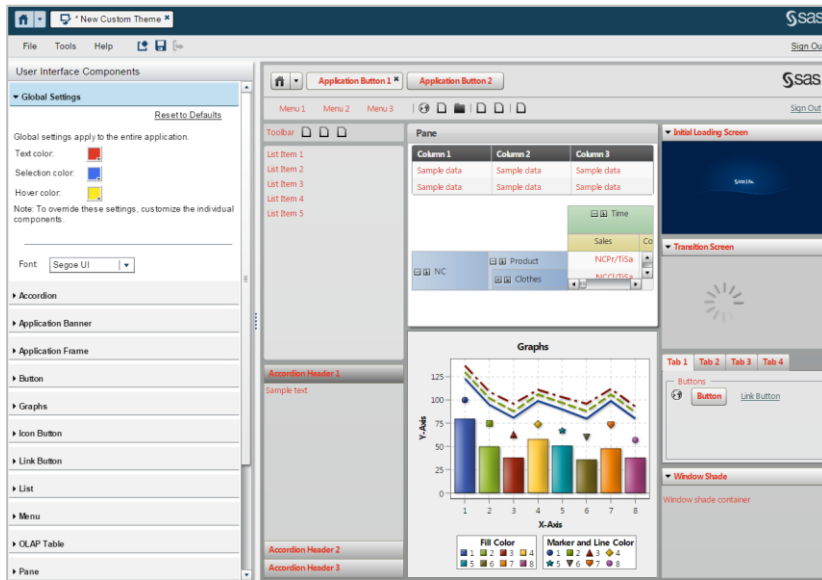 * New Custom Theme
sas
File Tools Help
Sign Ou
User Interface Components
Global Settings
Reset to Defaults
Global settings apply to the entire application.
Text color:
Selection color:
Hover color:
Note: To override these settings, customize the individual
components.
Font: Segoe UI
Accordion
Application Banner
Application Frame
Button
Graphs
Icon Button
Link Button
List
Menu
OLAP Table
Pane
Application Button 1 Application Button 2
sas
Menu 1 Menu 2 Menu 3
Sign Out
Toolbar
List Item 1
List Item 2
List Item 3
List Item 4
List Item 5
Accordion Header 1
Sample text
Accordion Header 2
Accordion Header 3
Pane
Column 1 Column 2 Column 3
Sample data Sample data Sample data
Sample data Sample data Sample data
Time
Sales Co
NC Product NCPr/TiSa
Clothes NCCl/TiSa
Graphs
125
100
75
50
25
0
Y-Axis
1 2 3 4 5 6 7 8
X-Axis
Fill Color
1 2 3 4
5 6 7 8
Marker and Line Color
1 2 3 4
5 6 7 8
Initial Loading Screen
Transition Screen
Tab 1 Tab 2 Tab 3 Tab 4
Buttons
Button Link Button
Window Shade
Window shade container